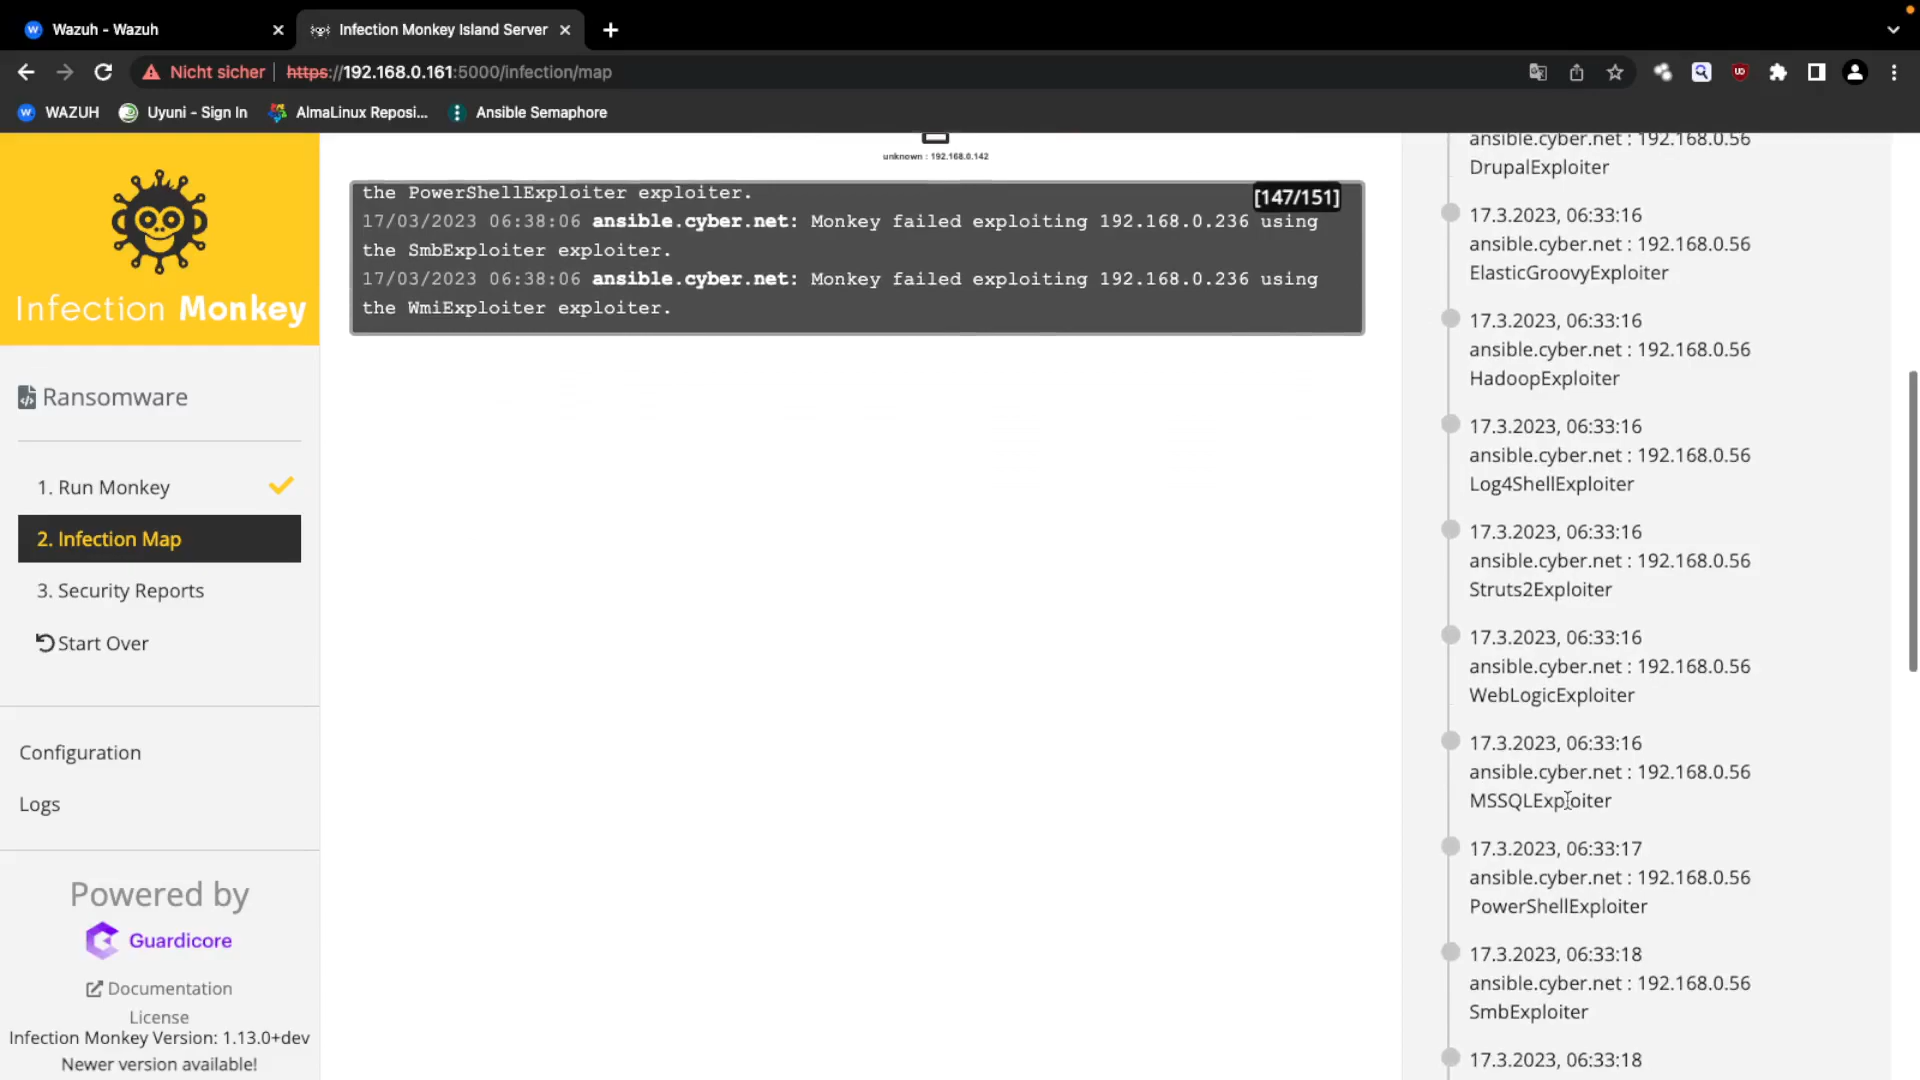 Wazuh - Wazuh
Infection Monkey Island Server
Nicht sicher
https://192.168.0.161:5000/infection/map
WAZUH
Uyuni - Sign In
AlmaLinux Reposi...
Ansible Semaphore
Infection Monkey
Ransomware
1. Run Monkey
2. Infection Map
3. Security Reports
Start Over
Configuration
Logs
Powered by
Guardicore
Documentation
License
Infection Monkey Version: 1.13.0+dev
Newer version available!
unknown : 192.168.0.142
[147/151]
the PowerShellExploiter exploiter.
17/03/2023 06:38:06 ansible.cyber.net: Monkey failed exploiting 192.168.0.236 using
the SmbExploiter exploiter.
17/03/2023 06:38:06 ansible.cyber.net: Monkey failed exploiting 192.168.0.236 using
the WmiExploiter exploiter.
ansible.cyber.net : 192.168.0.56
DrupalExploiter
17.3.2023, 06:33:16
ansible.cyber.net : 192.168.0.56
ElasticGroovyExploiter
17.3.2023, 06:33:16
ansible.cyber.net : 192.168.0.56
HadoopExploiter
17.3.2023, 06:33:16
ansible.cyber.net : 192.168.0.56
Log4ShellExploiter
17.3.2023, 06:33:16
ansible.cyber.net : 192.168.0.56
Struts2Exploiter
17.3.2023, 06:33:16
ansible.cyber.net : 192.168.0.56
WebLogicExploiter
17.3.2023, 06:33:16
ansible.cyber.net : 192.168.0.56
MSSQLExploiter
17.3.2023, 06:33:17
ansible.cyber.net : 192.168.0.56
PowerShellExploiter
17.3.2023, 06:33:18
ansible.cyber.net : 192.168.0.56
SmbExploiter
17.3.2023, 06:33:18